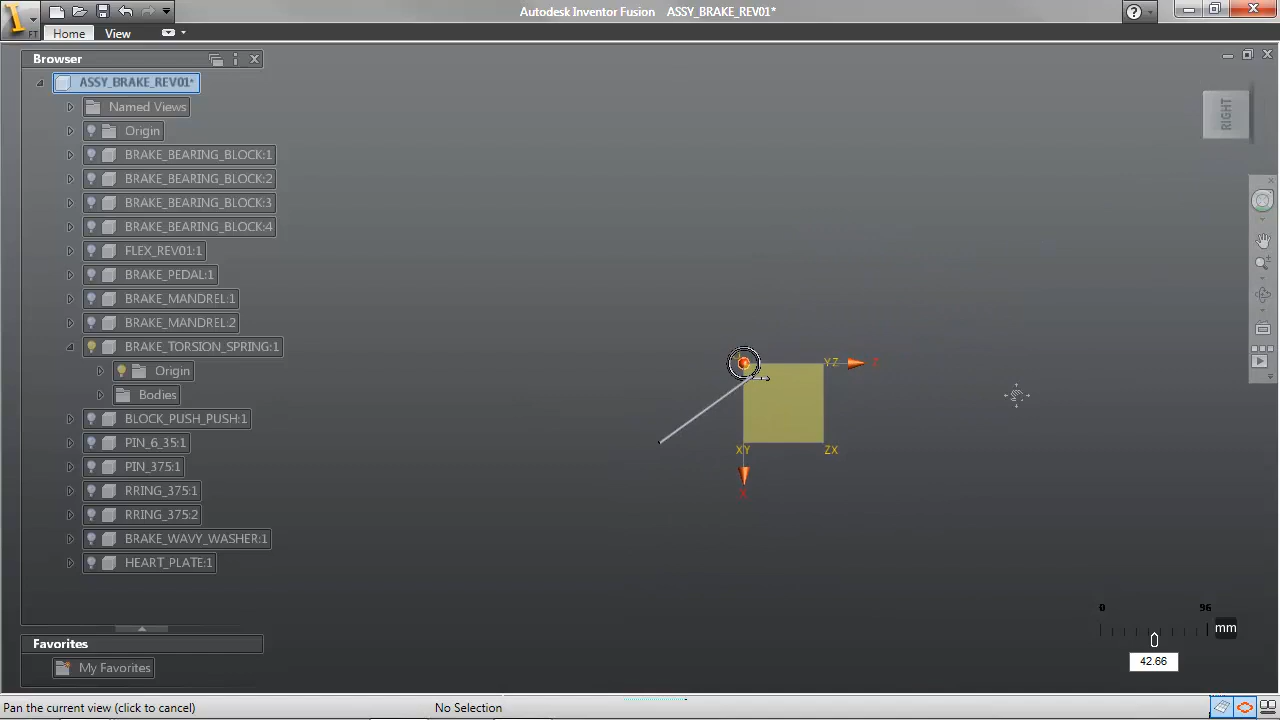 Autodesk Inventor Fusion ASSY_BRAKE_REV01*
FT
Home View
Browser
ASSY_BRAKE_REV01*
Named Views
Origin
BRAKE_BEARING_BLOCK:1
BRAKE_BEARING_BLOCK:2
BRAKE_BEARING_BLOCK:3
BRAKE_BEARING_BLOCK:4
FLEX_REV01:1
BRAKE_PEDAL:1
BRAKE_MANDREL:1
BRAKE_MANDREL:2
BRAKE_TORSION_SPRING:1
Origin
Bodies
BLOCK_PUSH_PUSH:1
PIN_6_35:1
PIN_375:1
RRING_375:1
RRING_375:2
BRAKE_WAVY_WASHER:1
HEART_PLATE:1
Favorites
My Favorites
RIGHT
YZ Z
XY ZX
X
0 96
mm
42.66
Pan the current view (click to cancel) No Selection